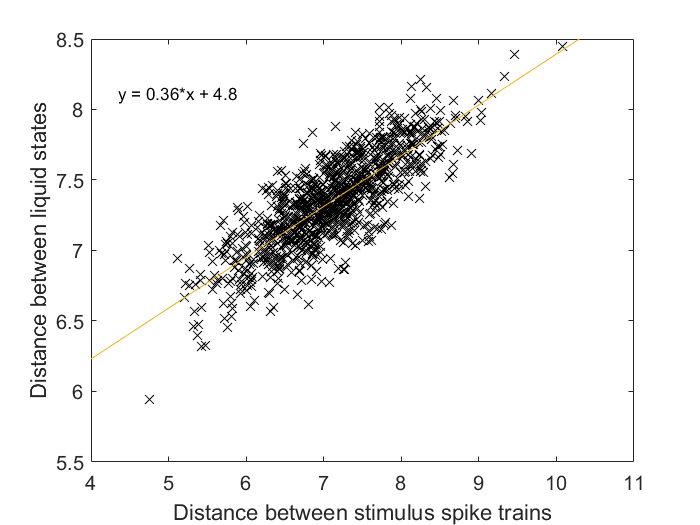 8.5
y = 0.36*x + 4.8
8
7.5
7
6.5
6
5.5
4 5 6 7 8 9 10 11
Distance between liquid states
Distance between stimulus spike trains